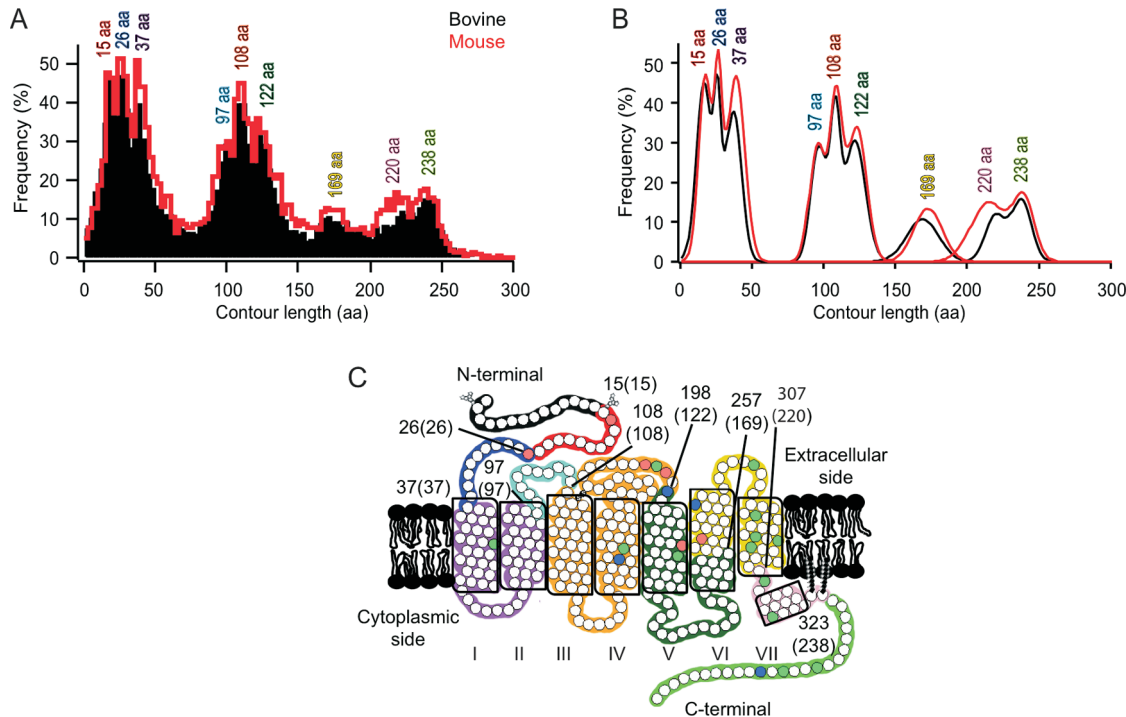 A
Bovine
Mouse
15 aa
26 aa
37 aa
97 aa
108 aa
122 aa
169 aa
220 aa
238 aa
Frequency (%)
50
40
30
20
10
0
0 50 100 150 200 250 300
Contour length (aa)
B
15 aa
26 aa
37 aa
97 aa
108 aa
122 aa
169 aa
220 aa
238 aa
Frequency (%)
50
40
30
20
10
0
0 50 100 150 200 250 300
Contour length (aa)
C
N-terminal
15(15)
108
(108)
198
(122)
257
(169)
307
(220)
26(26)
97
(97)
37(37)
Extracellular
side
Cytoplasmic
side
323
(238)
I II III IV V VI VII
C-terminal